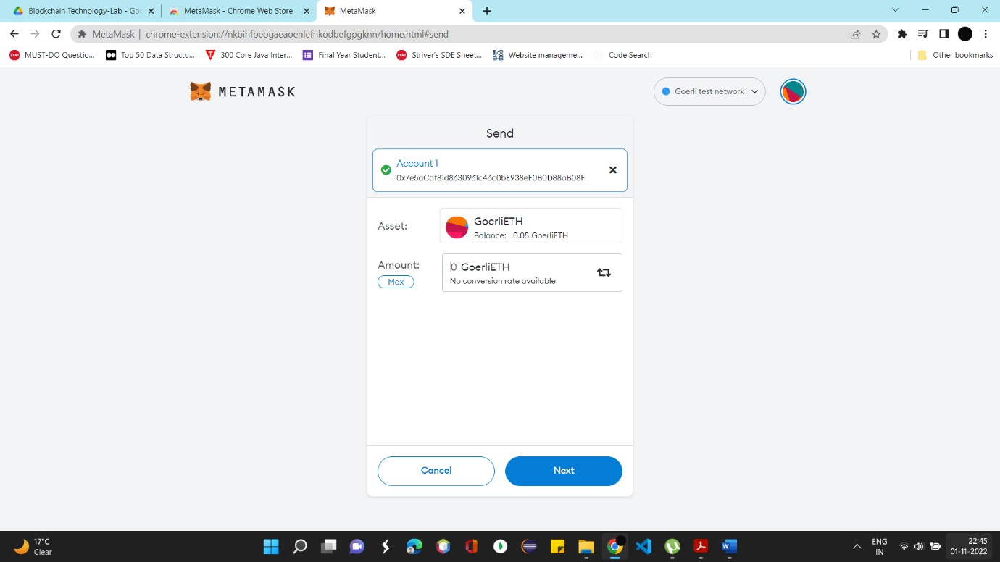 Blockchain Technology-Lab - Goo
MetaMask - Chrome Web Store
MetaMask
MetaMask | chrome-extension://nkbihfbeogaeaoehlefnkodbefgpgknn/home.html#send
MUST-DO Questio...
Top 50 Data Structu...
300 Core Java Inter...
Final Year Student...
Striver's SDE Sheet...
Website manageme...
Code Search
Other bookmarks
METAMASK
Goerli test network
Send
Account 1
0x7e5aCaf81d8630961c46c0bE938eF0B0D88aB08F
Asset:
GoerliETH
Balance: 0.05 GoerliETH
Amount:
Max
0 GoerliETH
No conversion rate available
Cancel
Next
17°C
Clear
ENG
IN
22:45
01-11-2022